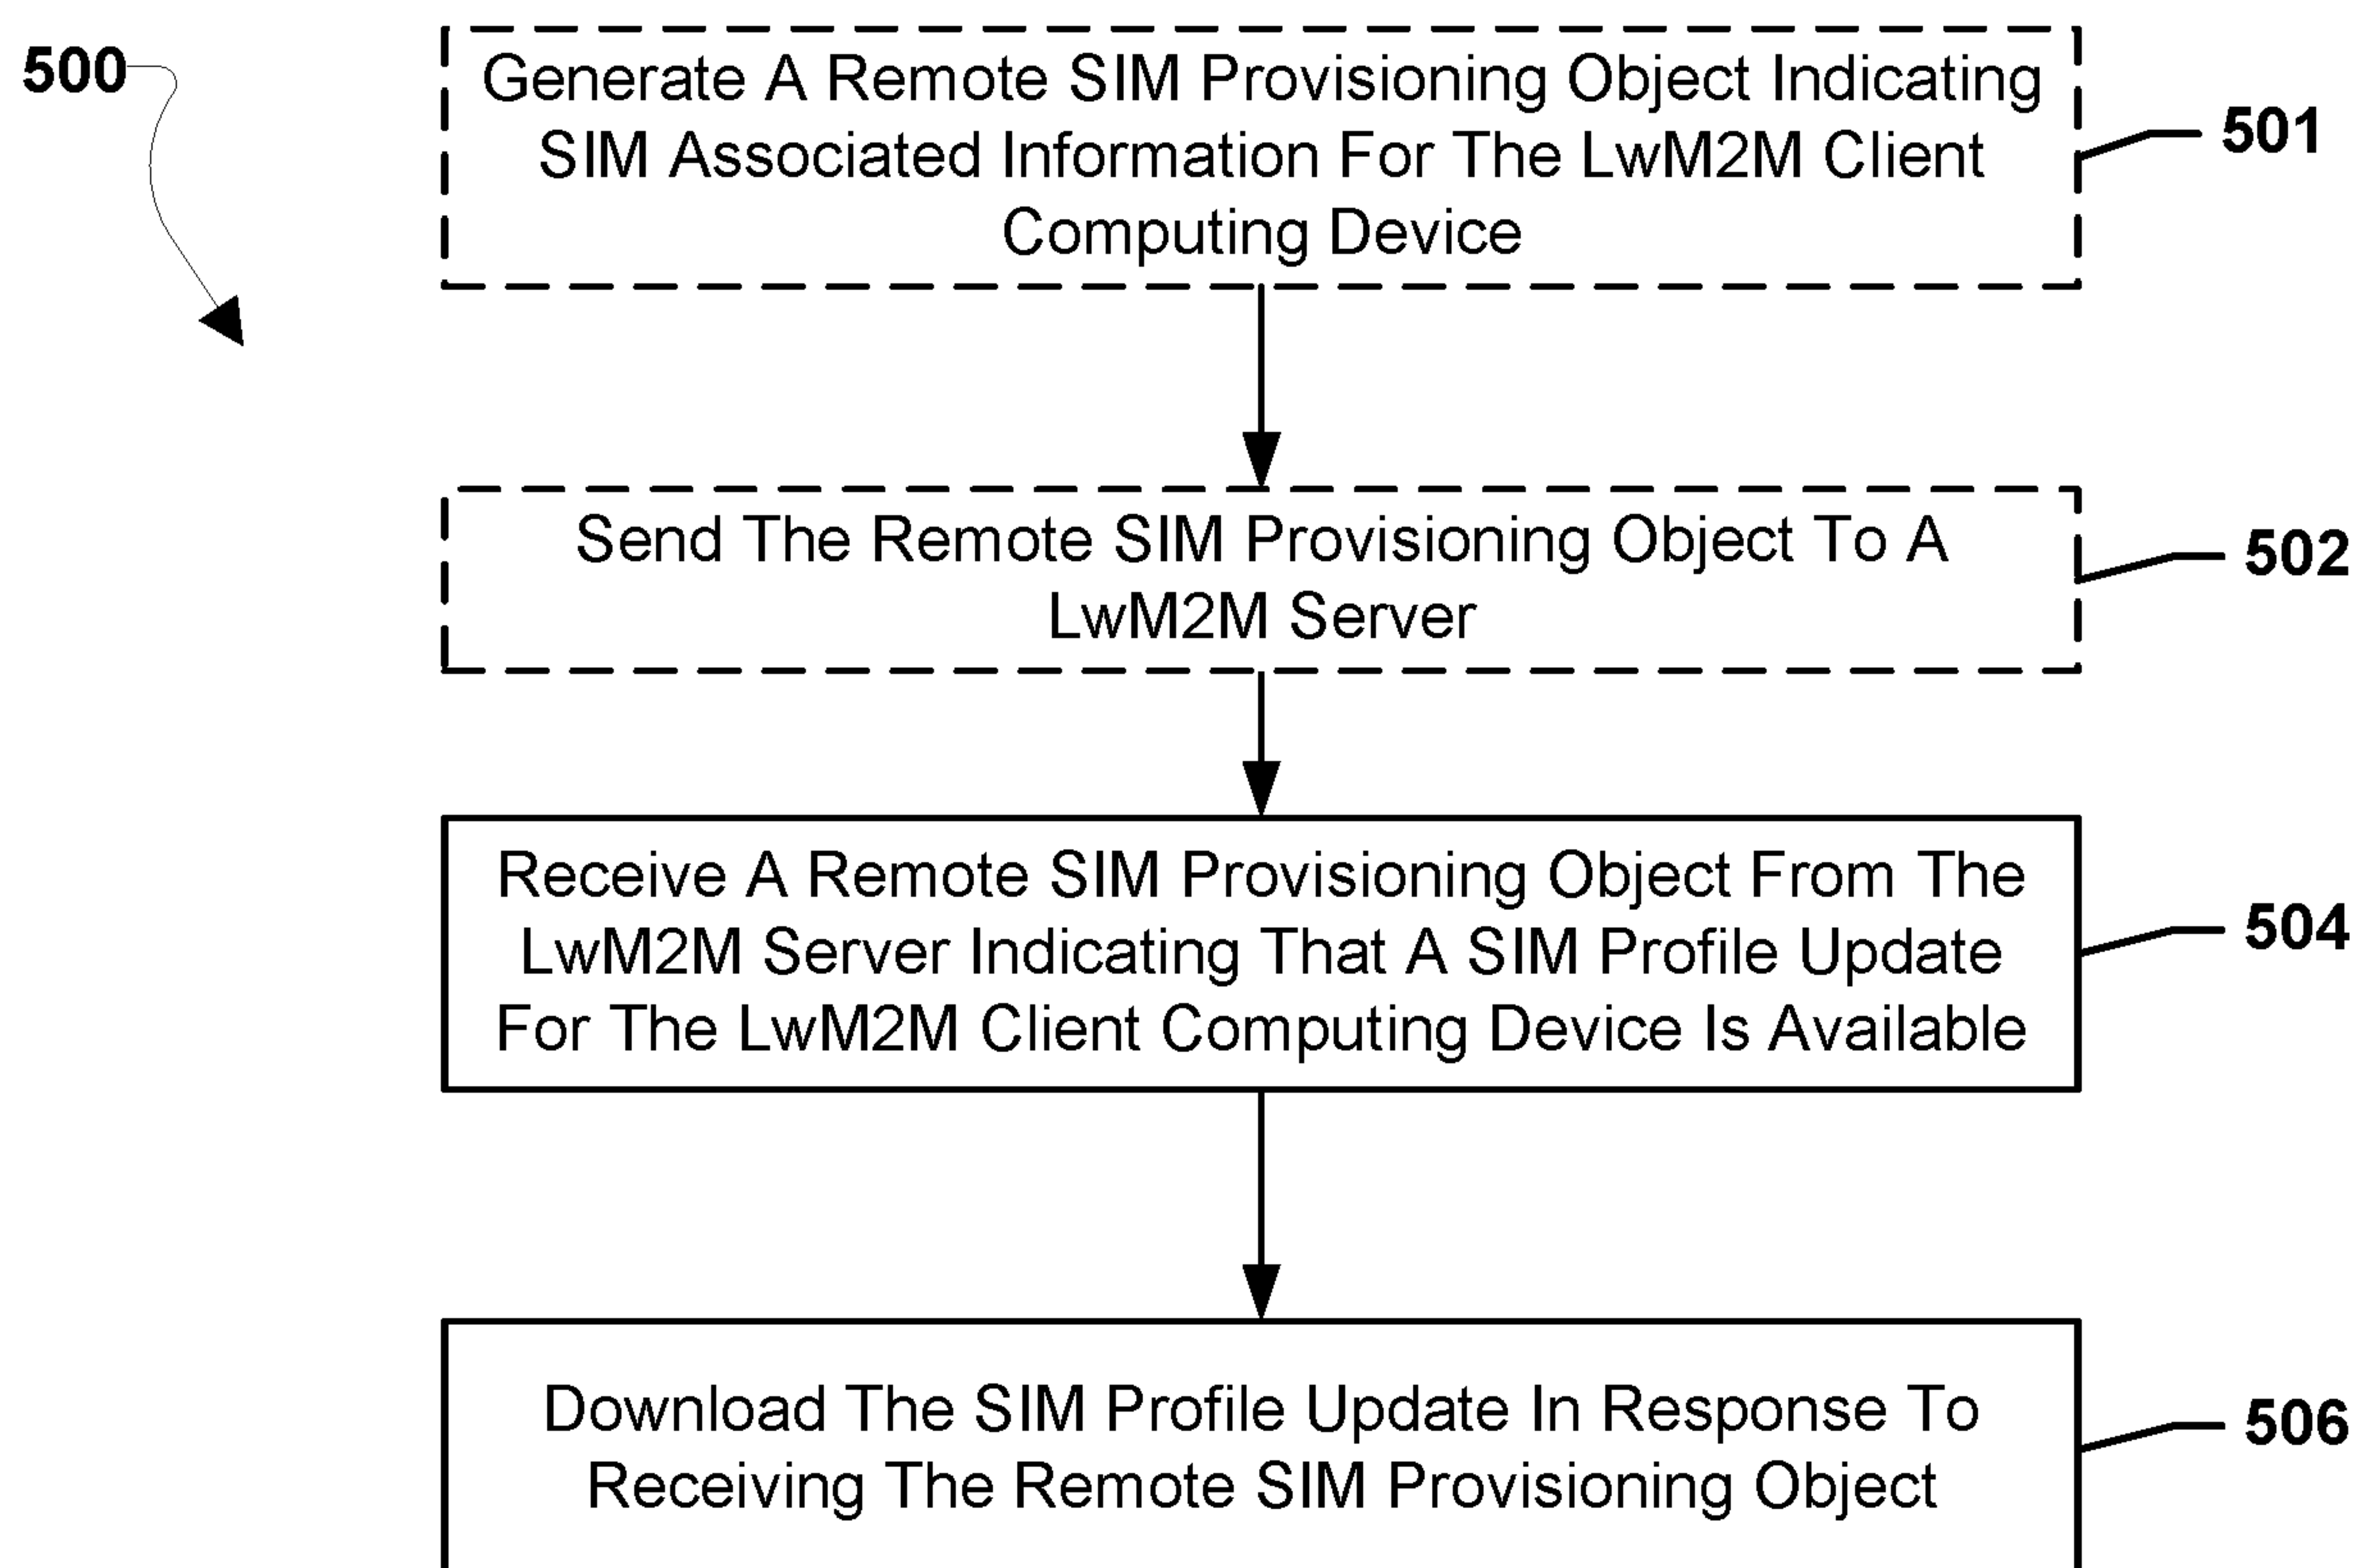 500
Generate A Remote SIM Provisioning Object Indicating
SIM Associated Information For The LwM2M Client
Computing Device
501
Send The Remote SIM Provisioning Object To A
LwM2M Server
502
Receive A Remote SIM Provisioning Object From The
LwM2M Server Indicating That A SIM Profile Update
For The LwM2M Client Computing Device Is Available
504
Download The SIM Profile Update In Response To
Receiving The Remote SIM Provisioning Object
506